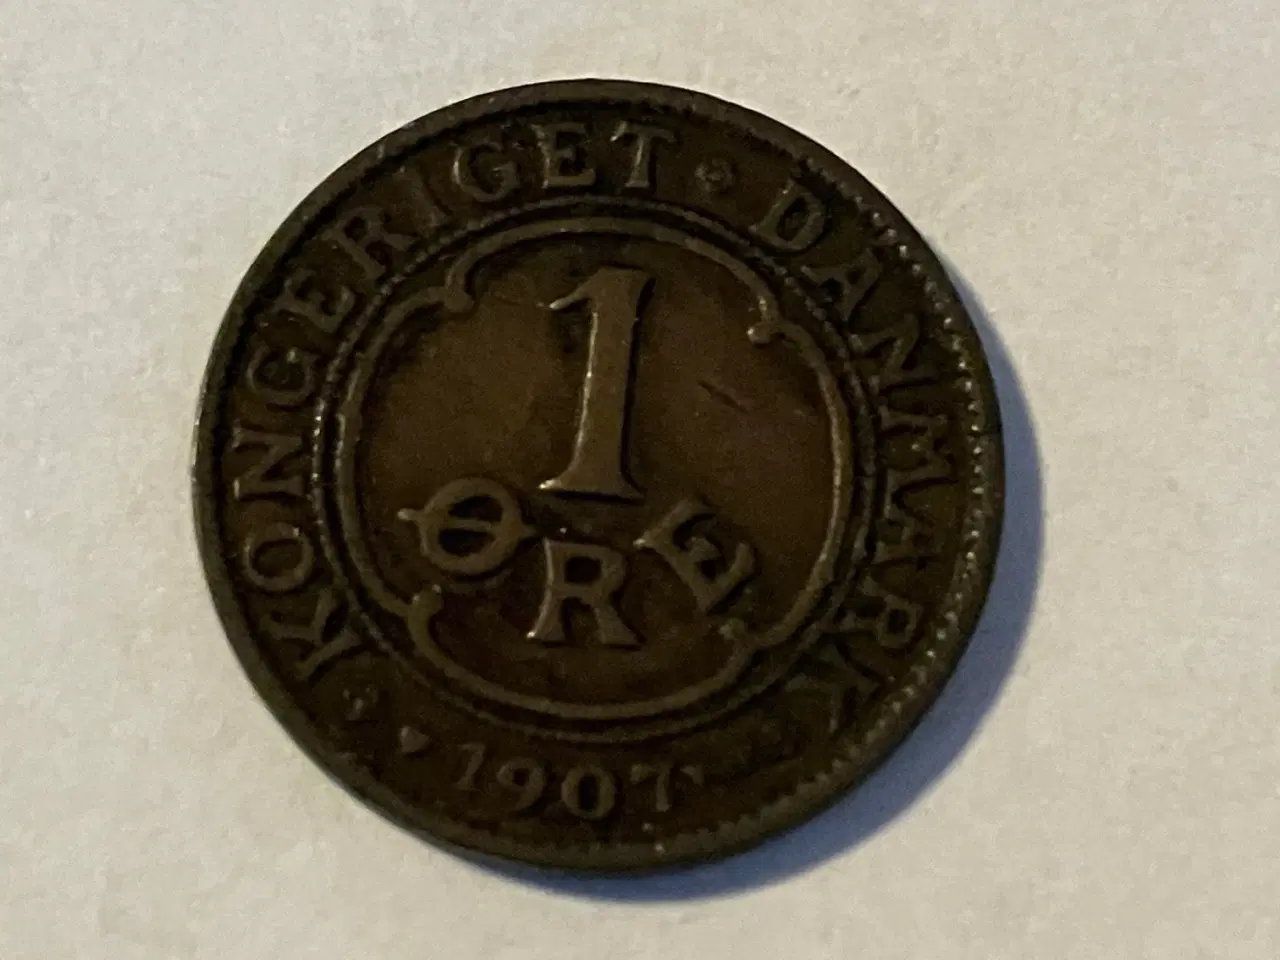 KONGERIGET · DANMARK
1
ØRE
1907